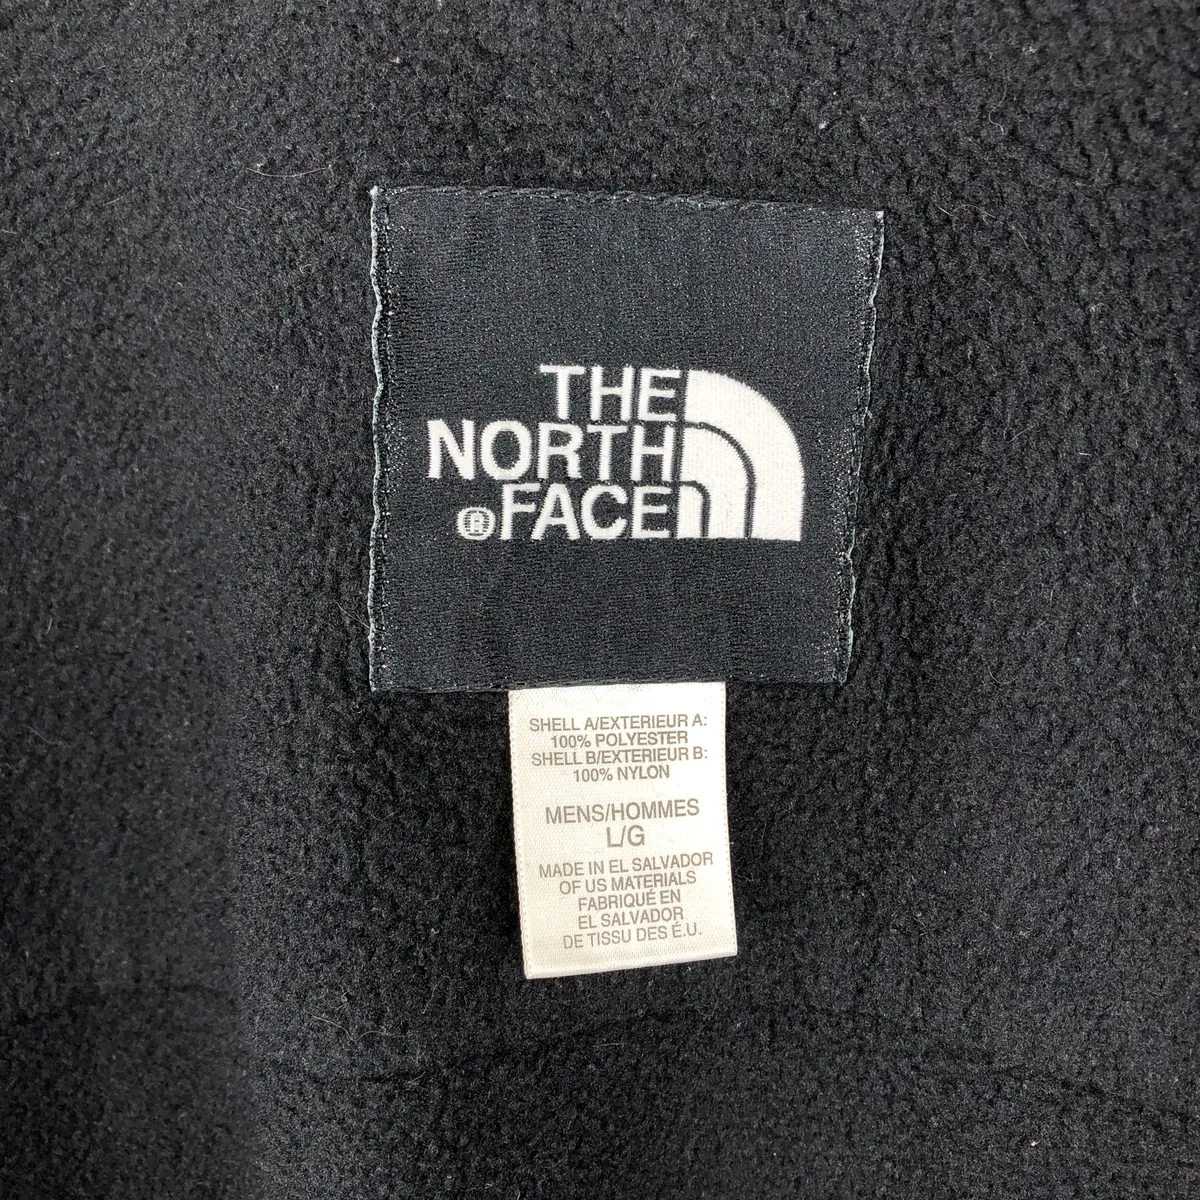 THE
NORTH
®FACE
SHELL A/EXTERIEUR A:
100% POLYESTER
SHELL B/EXTERIEUR B:
100% NYLON
MENS/HOMMES
L/G
MADE IN EL SALVADOR
OF US MATERIALS
FABRIQUÉ EN
EL SALVADOR
DE TISSU DES É.U.